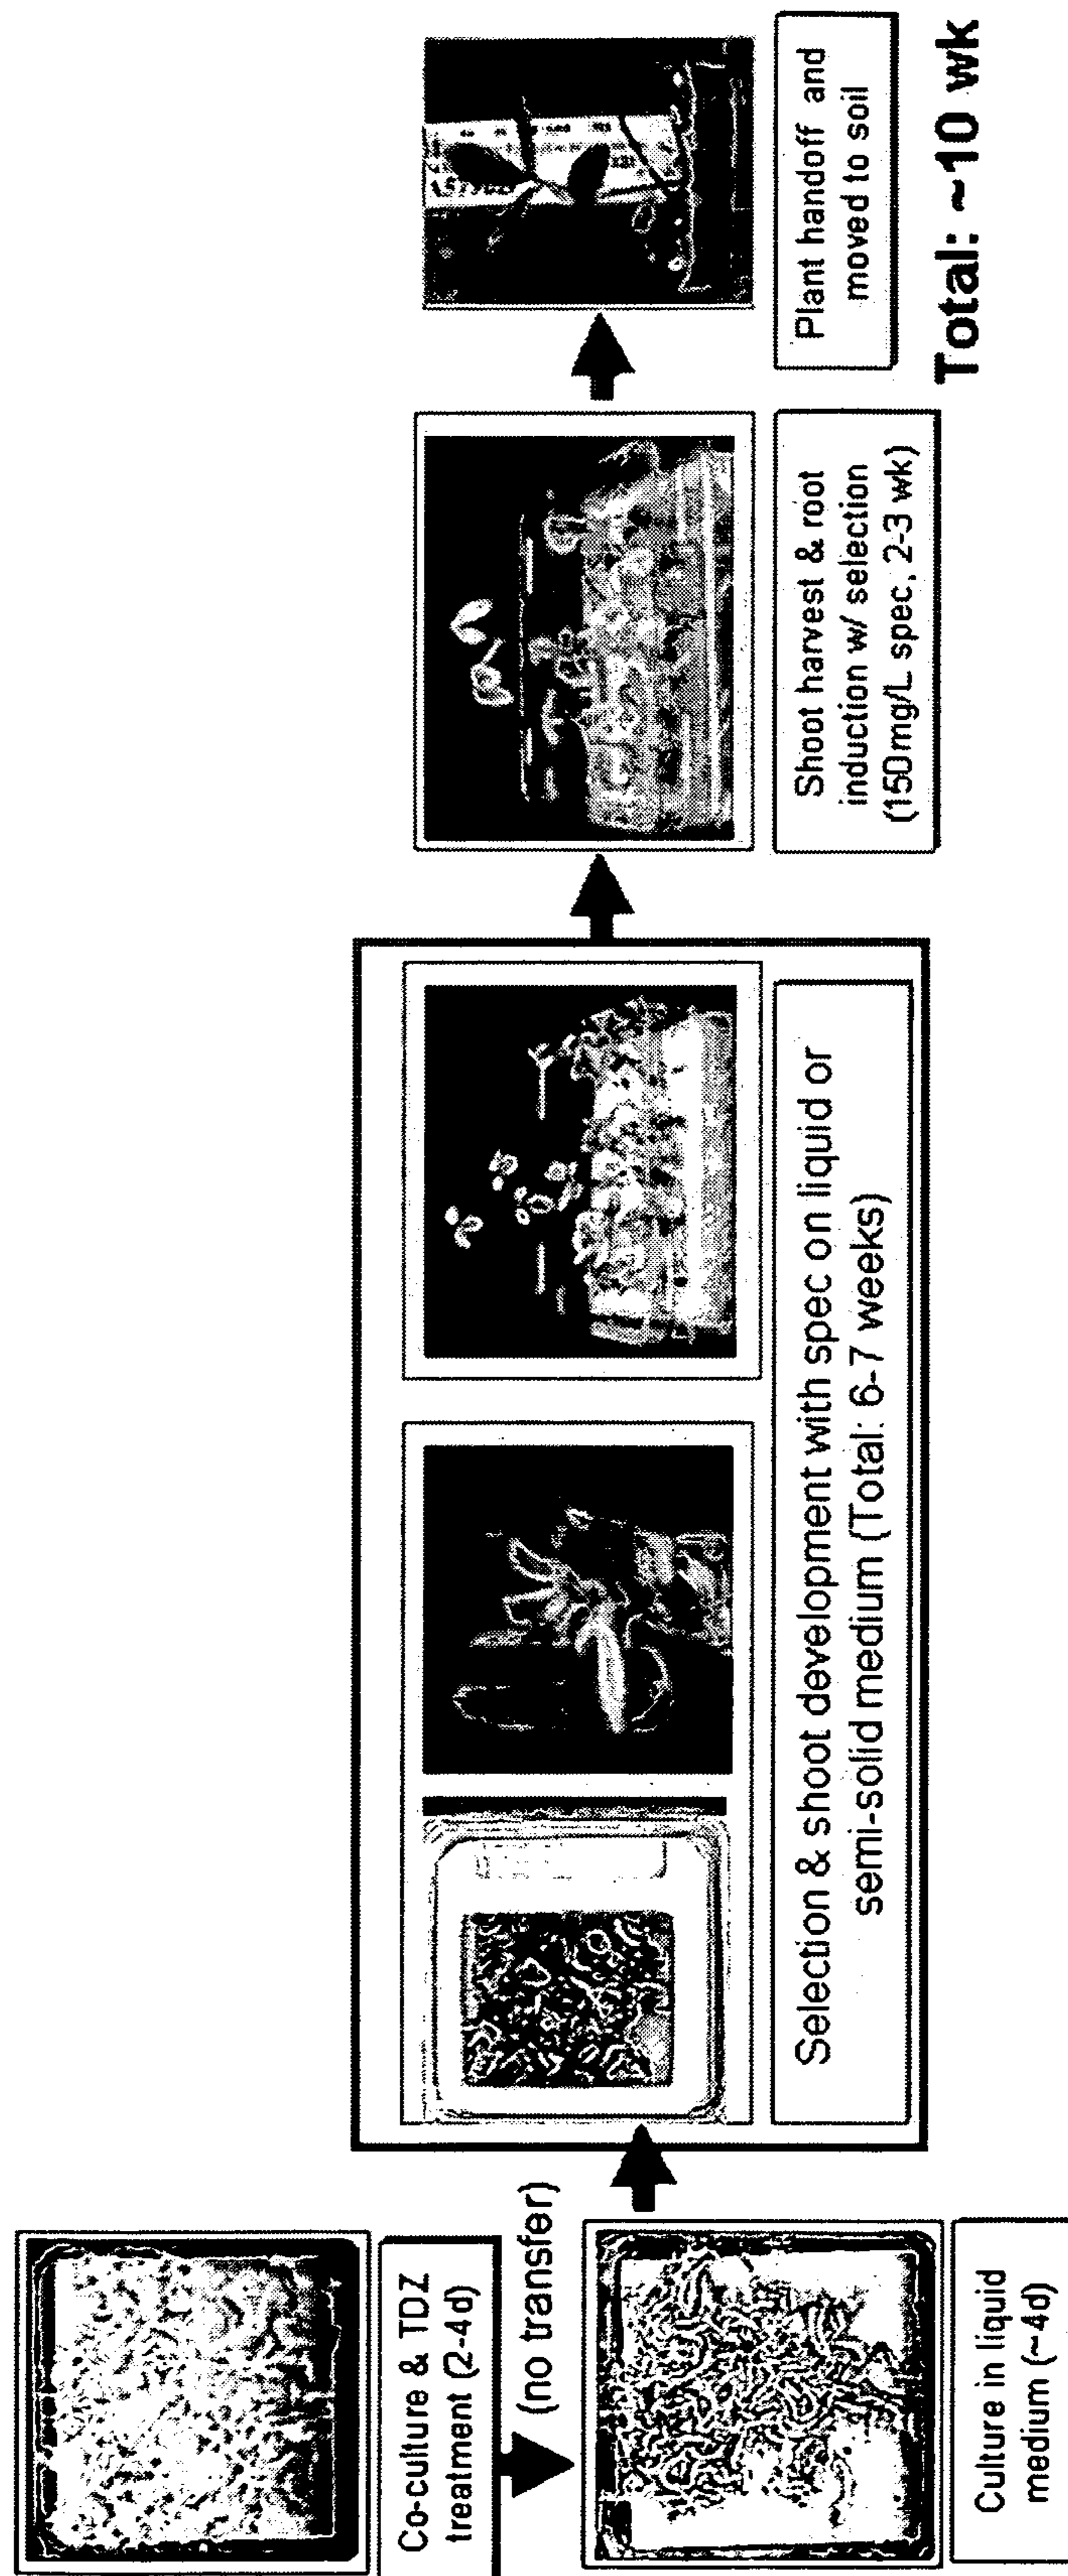 Co-culture & TDZ
treatment (2-4d)
(no transfer)
Culture in liquid
medium (~4d)
Selection & shoot development with spec on liquid or
semi-solid medium (Total: 6-7 weeks)
Shoot harvest & root
induction w/ selection
(150mg/L spec, 2-3 wk)
Plant handoff and
moved to soil
Total: ~10 wk